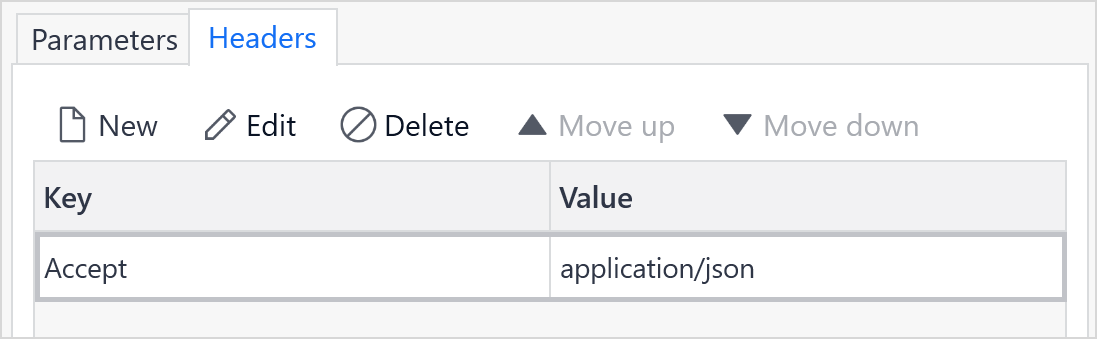 Parameters Headers
New Edit Delete Move up Move down
Key Value
Accept application/json